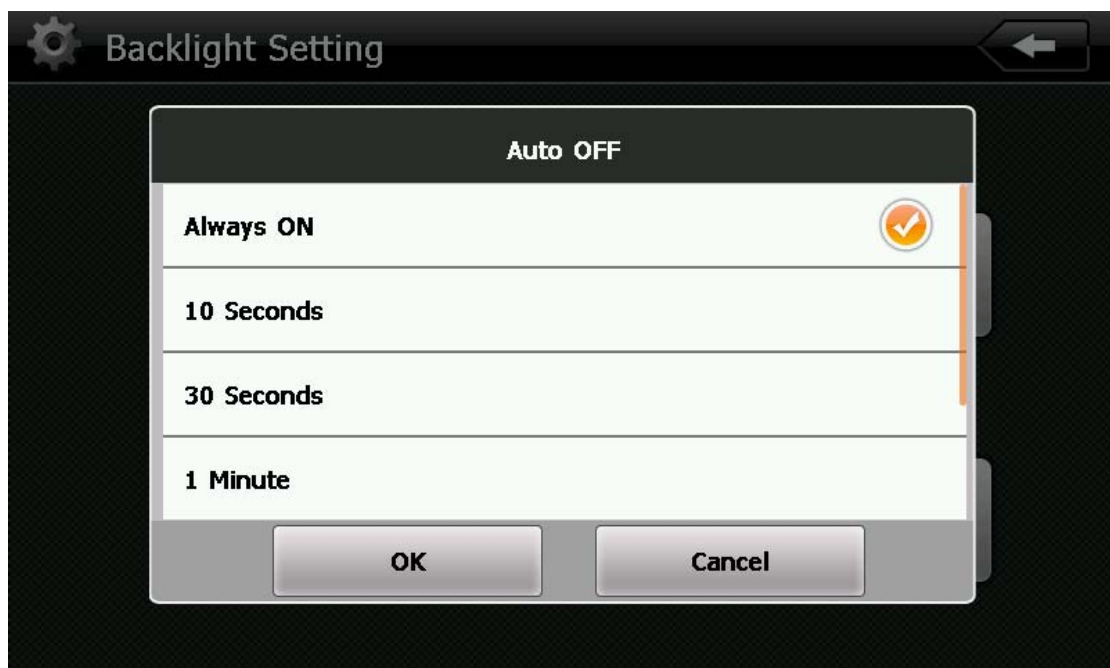 Backlight Setting
Auto OFF
Always ON
10 Seconds
30 Seconds
1 Minute
OK
Cancel